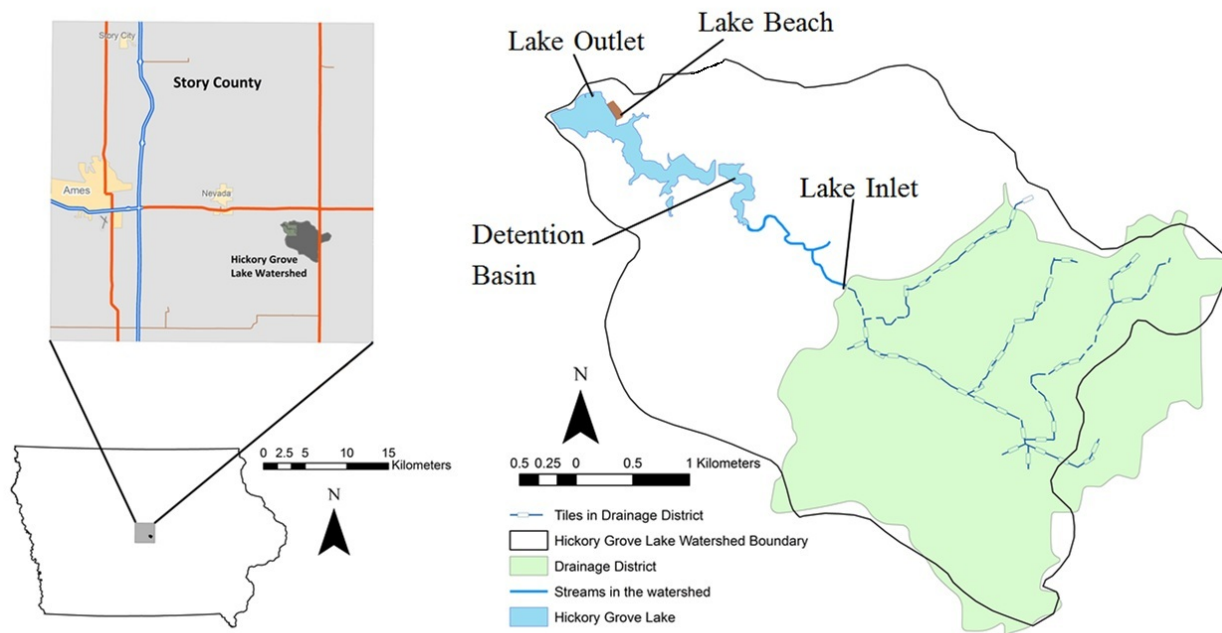 Story City
Story County
Ames
Nevada
Hickory Grove
Lake Watershed
0 2.5 5 10 15
Kilometers
N
Lake Outlet
Lake Beach
Lake Inlet
Detention
Basin
N
0.5 0.25 0 0.5 1 Kilometers
Tiles in Drainage District
Hickory Grove Lake Watershed Boundary
Drainage District
Streams in the watershed
Hickory Grove Lake